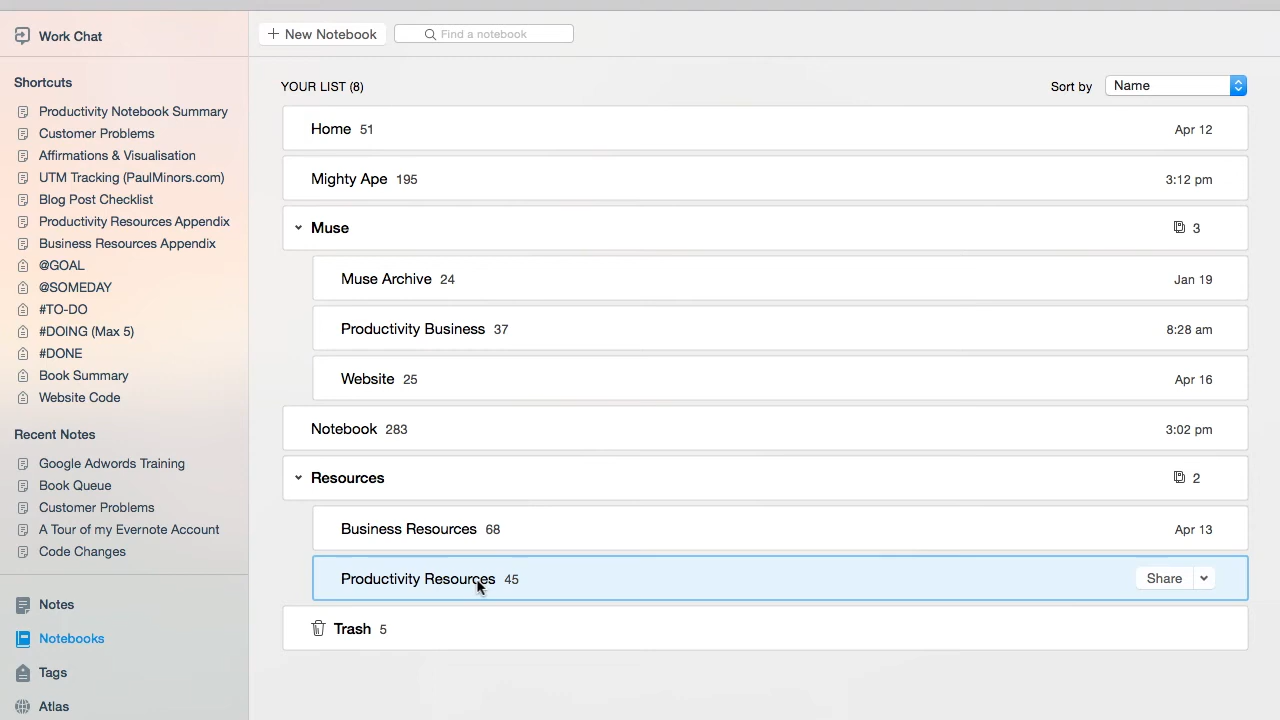 Work Chat
Shortcuts
Productivity Notebook Summary
Customer Problems
Affirmations & Visualisation
UTM Tracking (PaulMinors.com)
Blog Post Checklist
Productivity Resources Appendix
Business Resources Appendix
@GOAL
@SOMEDAY
#TO-DO
#DOING (Max 5)
#DONE
Book Summary
Website Code
Recent Notes
Google Adwords Training
Book Queue
Customer Problems
A Tour of my Evernote Account
Code Changes
Notes
Notebooks
Tags
Atlas
+ New Notebook Find a notebook
YOUR LIST (8) Sort by Name
Home 51 Apr 12
Mighty Ape 195 3:12 pm
Muse 3
Muse Archive 24 Jan 19
Productivity Business 37 8:28 am
Website 25 Apr 16
Notebook 283 3:02 pm
Resources 2
Business Resources 68 Apr 13
Productivity Resources 45 Share
Trash 5